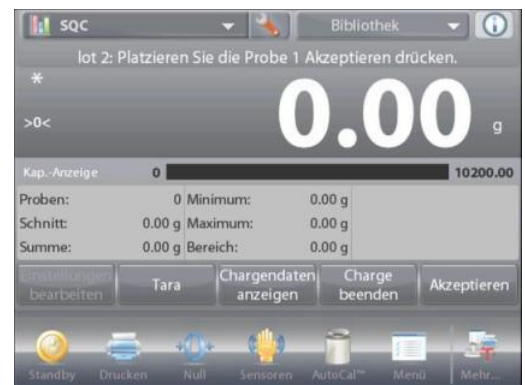 SQC Bibliothek
lot 2: Platzieren Sie die Probe 1 Akzeptieren drücken.
*
>0< 0.00 g
Kap.-Anzeige 0 10200.00
Proben: 0 Minimum: 0.00 g
Schnitt: 0.00 g Maximum: 0.00 g
Summe: 0.00 g Bereich: 0.00 g
Einstellungen Tara Chargendaten Charge Akzeptieren
bearbeiten anzeigen beenden
Standby Drucken Null Sensoren AutoCal™ Menü Mehr...